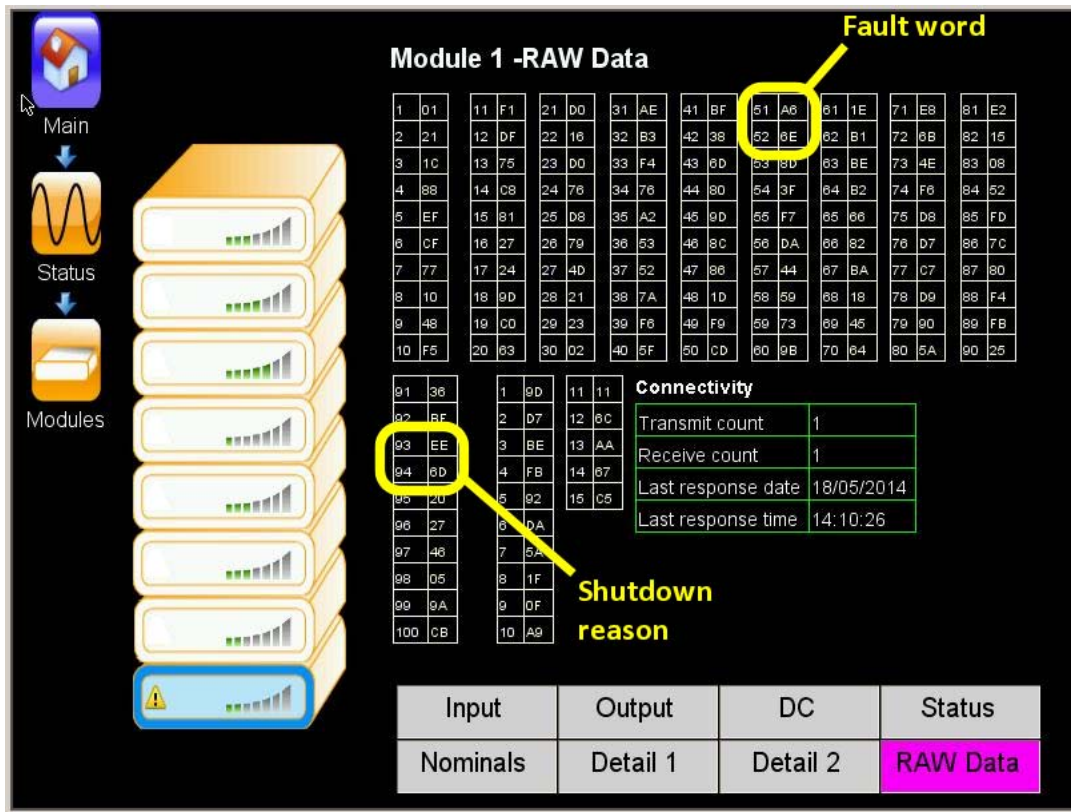 Fault word
Module 1 -RAW Data
Main
Status
Modules
1 01 11 F1 21 D0 31 AE 41 BF 51 A6 61 1E 71 E8 81 E2
2 21 12 DF 22 16 32 B3 42 38 52 6E 62 B1 72 6B 82 15
3 1C 13 75 23 D0 33 F4 43 6D 53 8D 63 BE 73 4E 83 08
4 88 14 C8 24 76 34 76 44 80 54 3F 64 B2 74 F6 84 52
5 EF 15 81 25 D8 35 A2 45 9D 55 F7 65 66 75 D8 85 FD
6 CF 16 27 26 79 36 53 46 8C 56 DA 66 82 76 D7 86 7C
7 77 17 24 27 4D 37 52 47 86 57 44 67 BA 77 C7 87 80
8 10 18 9D 28 21 38 7A 48 1D 58 59 68 18 78 D9 88 F4
9 48 19 C0 29 23 39 F6 49 F9 59 73 69 45 79 90 89 FB
10 F5 20 63 30 02 40 5F 50 CD 60 9B 70 64 80 5A 90 25
91 36 1 9D 11 11
92 BF 2 D7 12 6C
93 EE 3 BE 13 AA
94 6D 4 FB 14 67
95 20 5 92 15 C5
96 27 6 DA
97 46 7 5A
98 05 8 1F
99 9A 9 0F
100 CB 10 A9
Connectivity
Transmit count 1
Receive count 1
Last response date 18/05/2014
Last response time 14:10:26
Shutdown
reason
Input Output DC Status
Nominals Detail 1 Detail 2 RAW Data